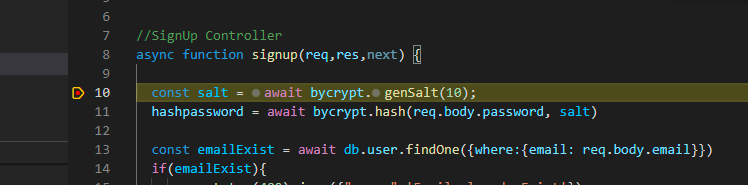 6
7 //SignUp Controller
8 async function signup(req,res,next) {
9
10 const salt = await bycrypt. genSalt(10);
11 hashpassword = await bycrypt.hash(req.body.password, salt)
12
13 const emailExist = await db.user.findOne({where:{email: req.body.email}})
14 if(emailExist){